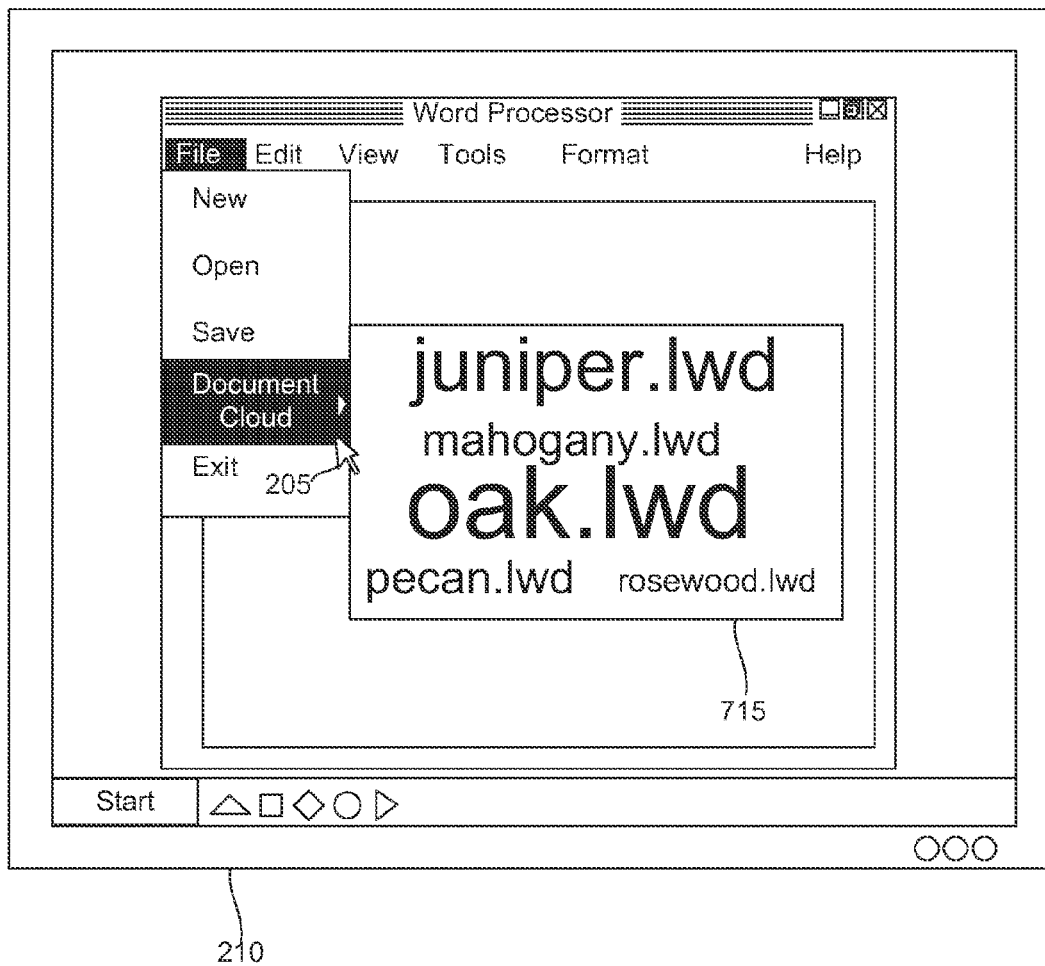 Word Processor
File Edit View Tools Format Help
New
Open
Save
Document
Cloud
Exit
205
juniper.lwd
mahogany.lwd
oak.lwd
pecan.lwd rosewood.lwd
715
Start
210